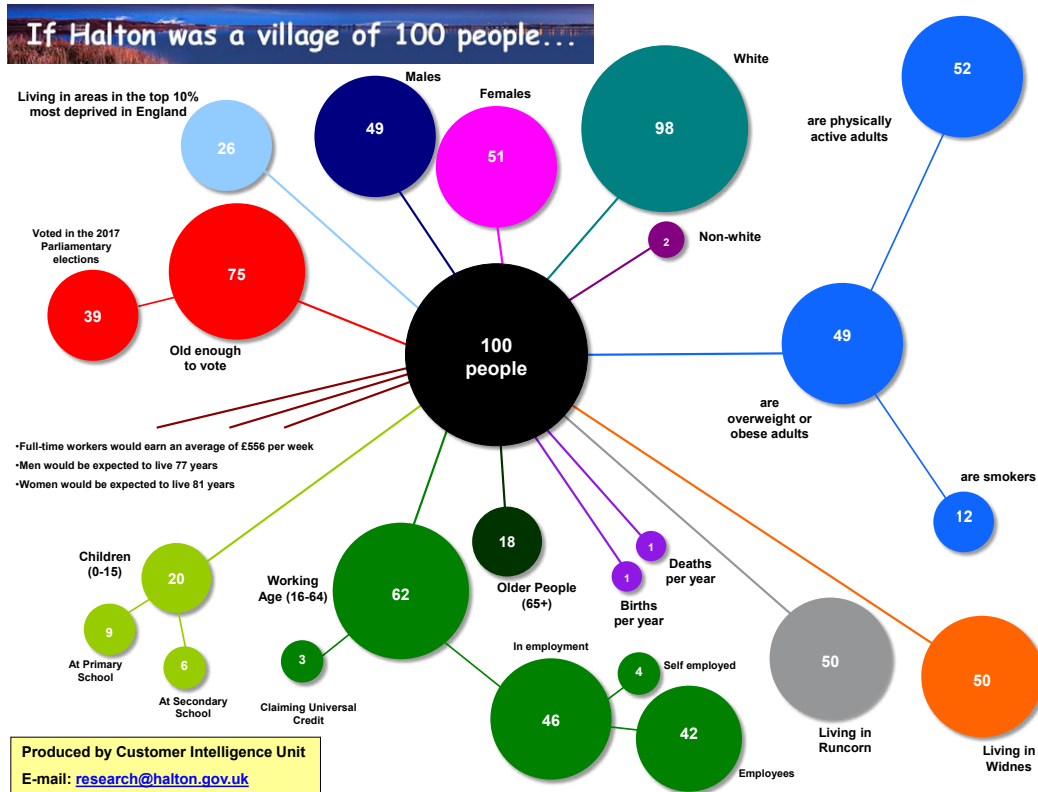 If Halton was a village of 100 people...
Living in areas in the top 10%
most deprived in England
26
Males
49
Females
51
White
98
Non-white
2
52
are physically
active adults
Voted in the 2017
Parliamentary
elections
39
75
Old enough
to vote
100
people
49
are
overweight or
obese adults
are smokers
12
•Full-time workers would earn an average of £556 per week
•Men would be expected to live 77 years
•Women would be expected to live 81 years
Children
(0-15)
20
9
At Primary
School
6
At Secondary
School
Working
Age (16-64)
62
3
Claiming Universal
Credit
18
Older People
(65+)
1
Deaths
per year
1
Births
per year
In employment
46
4
Self employed
42
Employees
50
Living in
Runcorn
50
Living in
Widnes
Produced by Customer Intelligence Unit
E-mail: research@halton.gov.uk